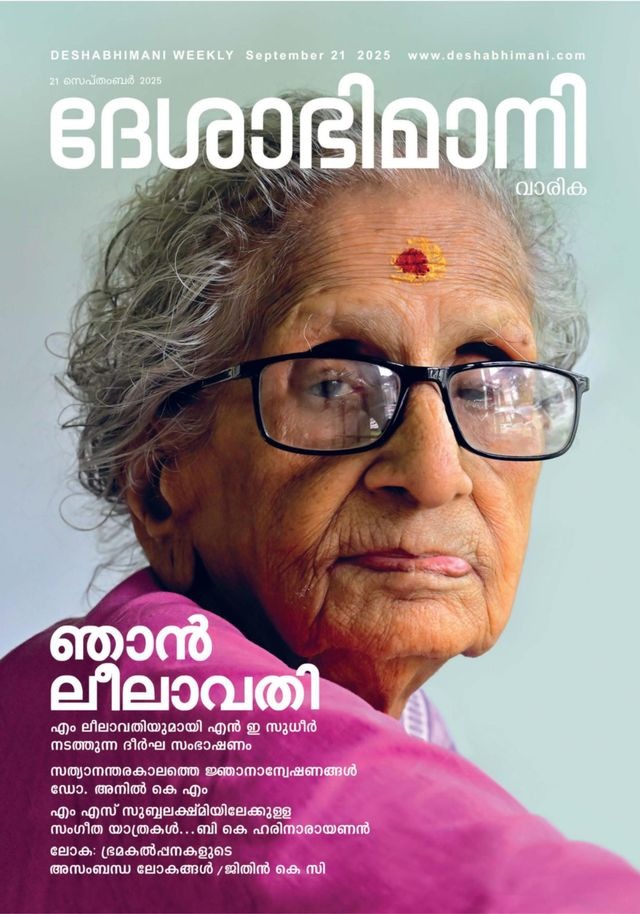 DESHABHIMANI WEEKLY September 21 2025 www.deshabhimani.com
21 സെപ്തംബർ 2025
ദേശാഭിമാനി
വാരിക
ഞാൻ
ലീലാവതി
എം ലീലാവതിയുമായി എൻ ഇ സുധീർ
നടത്തുന്ന ദീർഘ സംഭാഷണം
സത്യാനന്തരകാലത്തെ ജ്ഞാനാന്വേഷണങ്ങൾ
ഡോ. അനിൽ കെ എം
എം എസ് സുബ്ബലക്ഷ്മിയിലേക്കുള്ള
സംഗീത യാത്രകൾ...ബി കെ ഹരിനാരായണൻ
ലോക: ഭ്രമകൽപ്പനകളുടെ
അസംബന്ധ ലോകങ്ങൾ /ജിതിൻ കെ സി